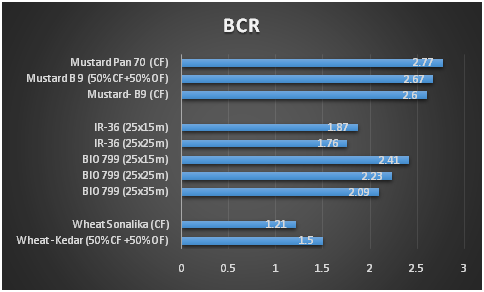 BCR
Mustard Pan 70 (CF) 2.77
Mustard B 9 (50%CF+50%OF) 2.67
Mustard- B9 (CF) 2.6
IR-36 (25x15m) 1.87
IR-36 (25x25m) 1.76
BIO 799 (25x15m) 2.41
BIO 799 (25x25m) 2.23
BIO 799 (25x35m) 2.09
Wheat Sonalika (CF) 1.21
Wheat -Kedar (50%CF +50%OF) 1.5
0 0.5 1 1.5 2 2.5 3